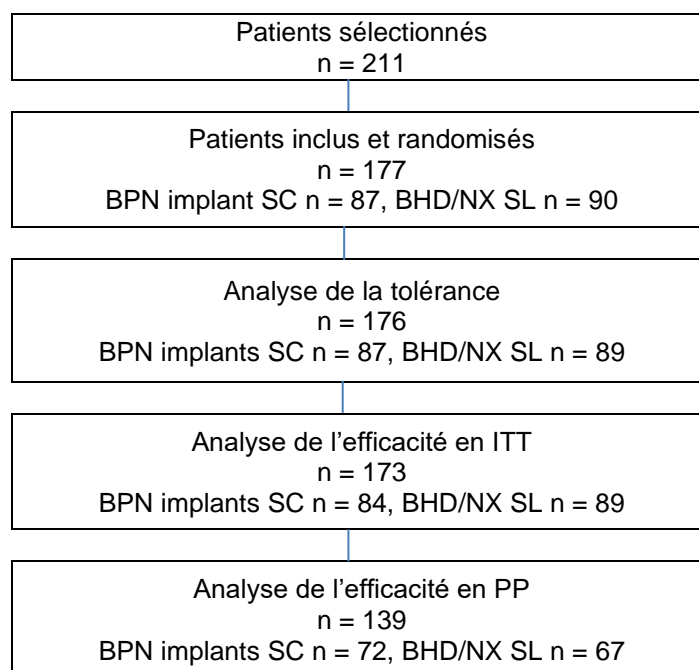 Patients sélectionnés
n = 211
Patients inclus et randomisés
n = 177
BPN implant SC n = 87, BHD/NX SL n = 90
Analyse de la tolérance
n = 176
BPN implants SC n = 87, BHD/NX SL n = 89
Analyse de l’efficacité en ITT
n = 173
BPN implants SC n = 84, BHD/NX SL n = 89
Analyse de l’efficacité en PP
n = 139
BPN implants SC n = 72, BHD/NX SL n = 67